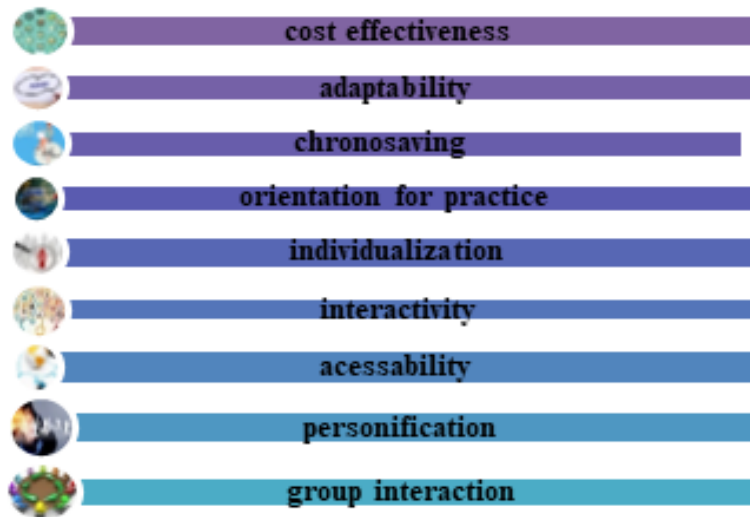 cost effectiveness
adaptability
chronosaving
orientation for practice
individualization
interactivity
acessability
personification
group interaction